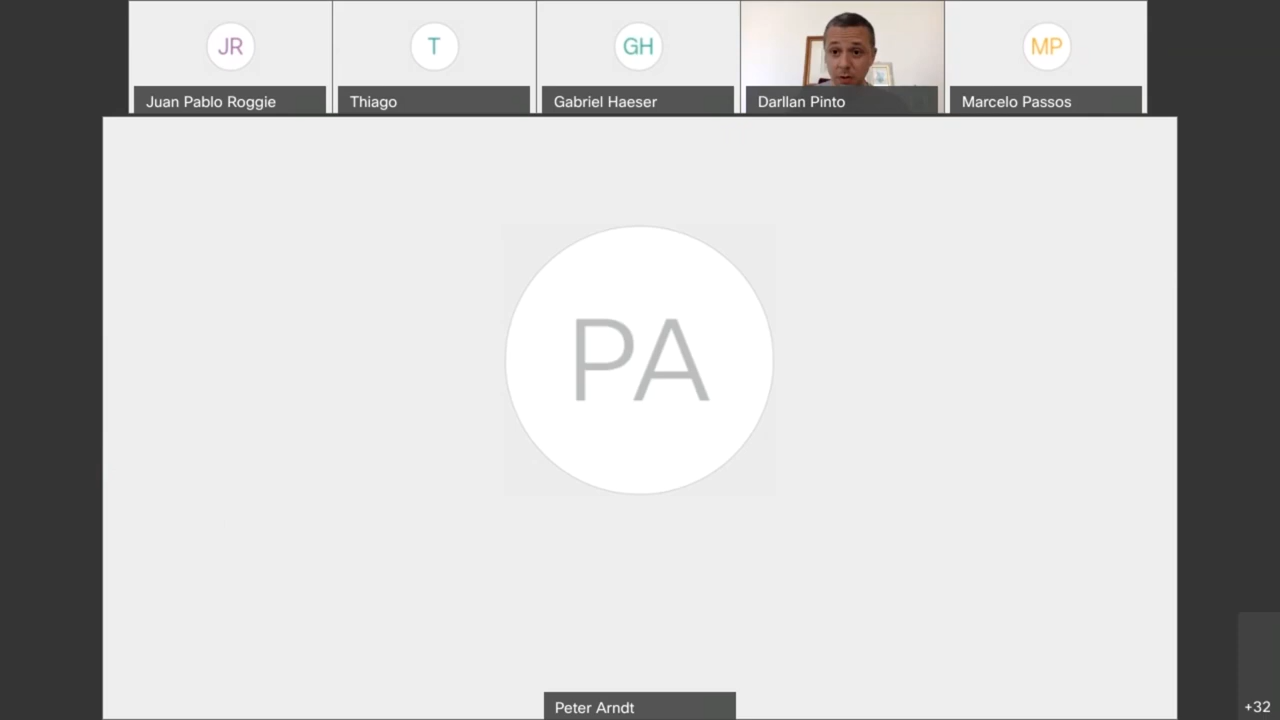 JR
T
GH
MP
Juan Pablo Roggie
Thiago
Gabriel Haeser
Darllan Pinto
Marcelo Passos
PA
Peter Arndt
+32